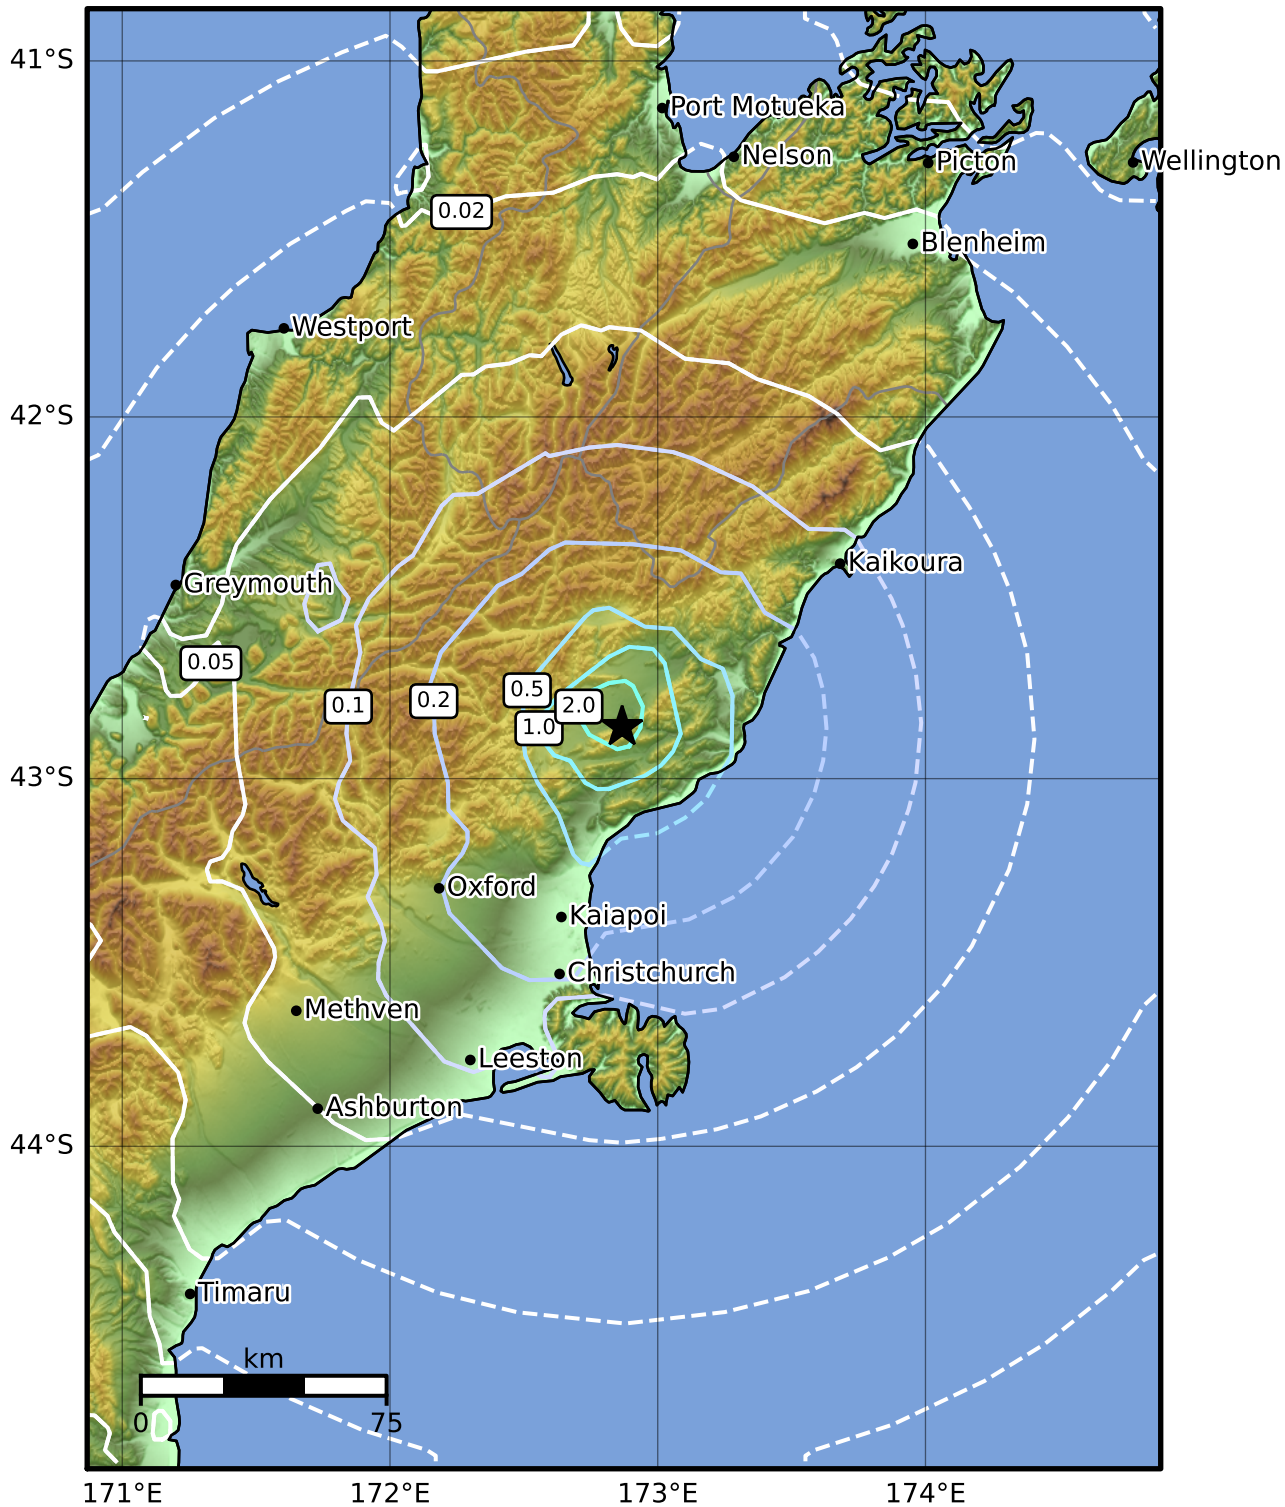 41°S
Port Motueka
Nelson
Picton
Wellington
0.02
Blenheim
Westport
42°S
Kaikoura
Greymouth
0.05
0.5
0.1
0.2
2.0
1.0
43°S
Oxford
Kaiapoi
Christchurch
Methven
Leeston
Ashburton
44°S
Timaru
km
0 75
171°E 172°E 173°E 174°E